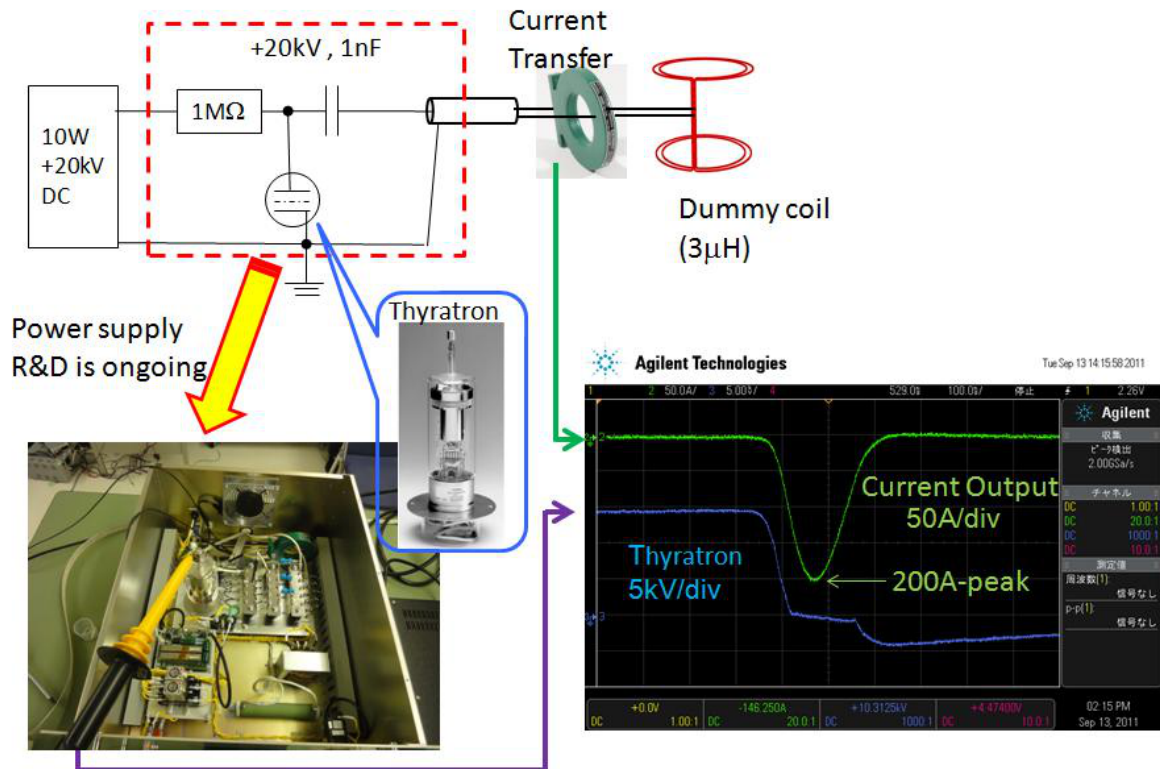 +20kV , 1nF
Current
Transfer
1MΩ
10W
+20kV
DC
Dummy coil
(3μH)
Power supply
R&D is ongoing
Thyratron
Agilent Technologies
Tue Sep 13 14:15:58 2011
1 2 50.0A/ 3 5.00 / 4 529.0 100.0 / 停止 1 2.26V
Agilent
収集
ピーク検出
2.00GSa/s
チャネル
DC 1.00:1
DC 20.0:1
DC 1000:1
DC 10.0:1
測定値
周波数(1):
信号なし
p-p(1):
信号なし
Current Output
50A/div
Thyratron
5kV/div
200A-peak
+0.0V -146.250A +10.3125kV +4.47400V
DC 1.00:1 DC 20.0:1 DC 1000:1 DC 10.0:1
02:15 PM
Sep 13, 2011